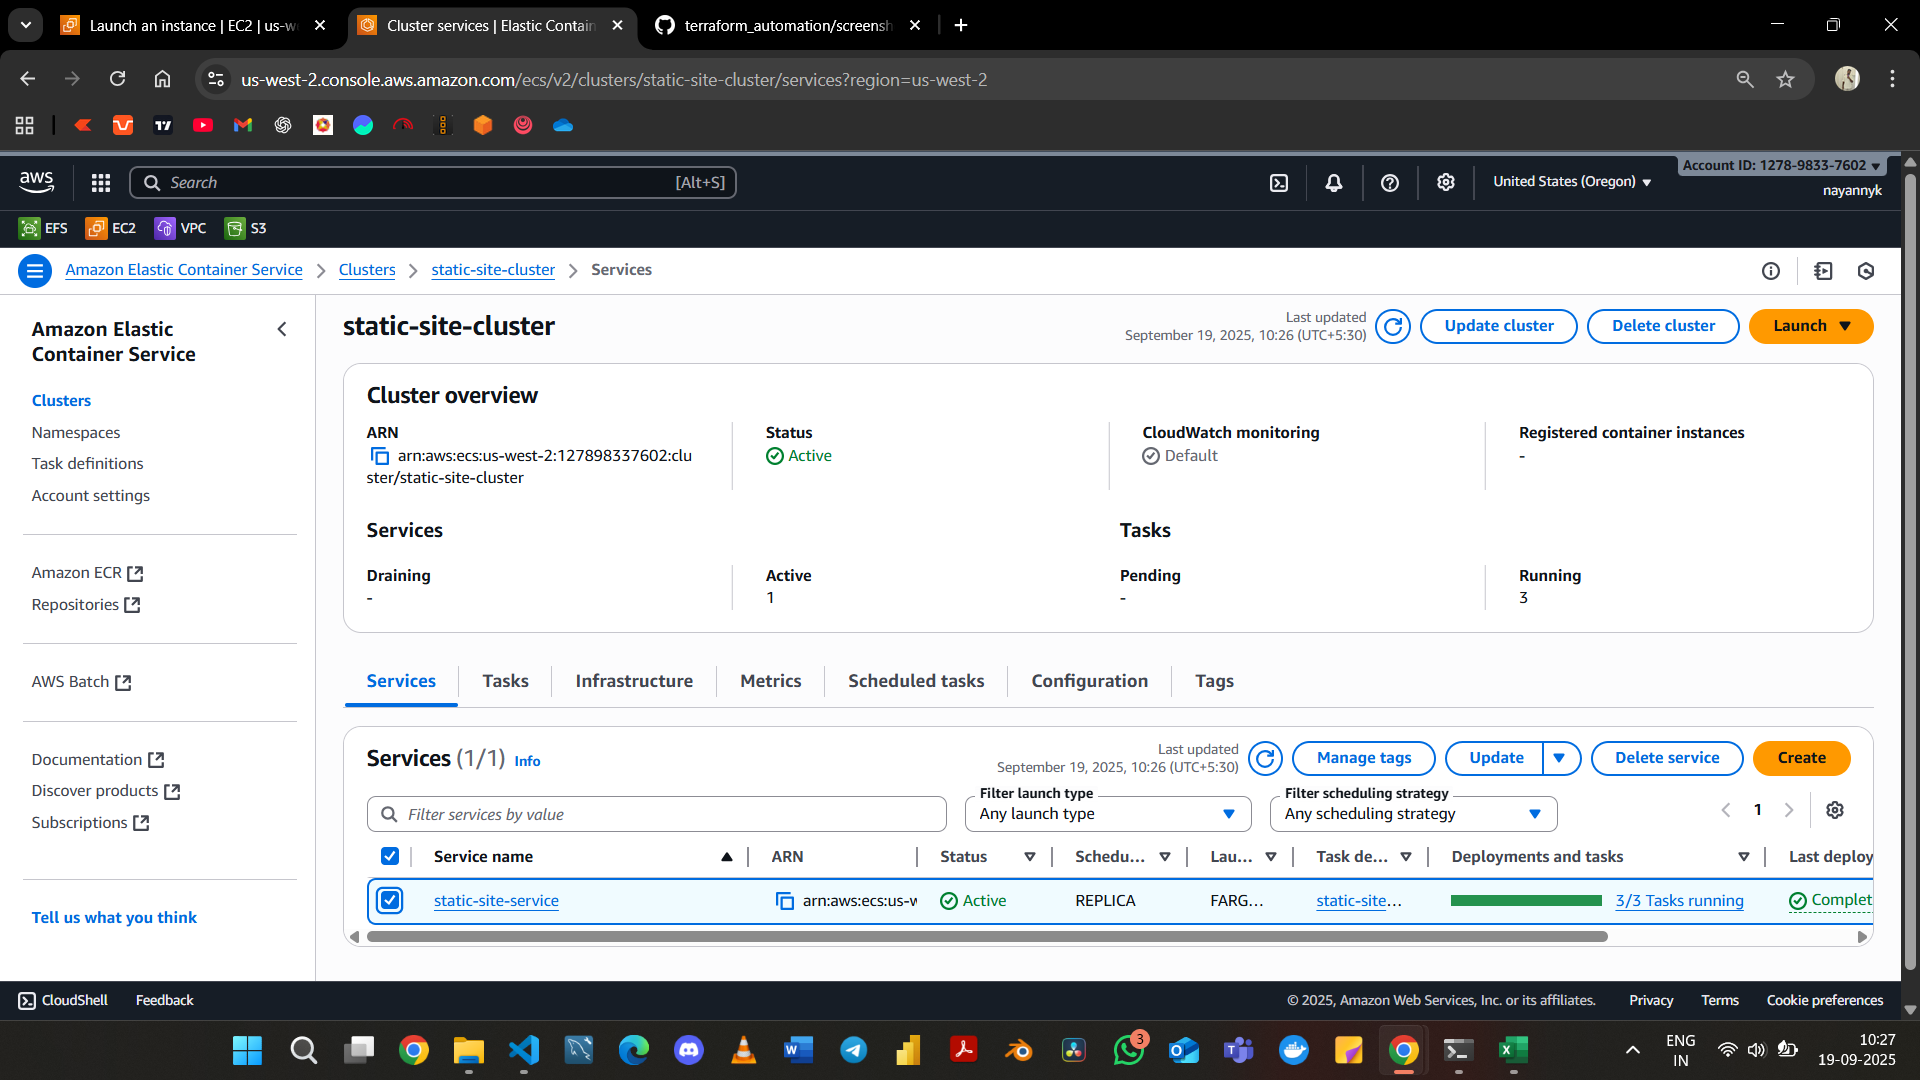 Launch an instance | EC2 | us-w
Cluster services | Elastic Contain
terraform_automation/screensh
us-west-2.console.aws.amazon.com/ecs/v2/clusters/static-site-cluster/services?region=us-west-2
aws
Search
[Alt+S]
United States (Oregon)
Account ID: 1278-9833-7602
nayannyk
EFS
EC2
VPC
S3
Amazon Elastic Container Service
Clusters
static-site-cluster
Services
Amazon Elastic
Container Service
Clusters
Namespaces
Task definitions
Account settings
Amazon ECR
Repositories
AWS Batch
Documentation
Discover products
Subscriptions
Tell us what you think
static-site-cluster
Last updated
September 19, 2025, 10:26 (UTC+5:30)
Update cluster
Delete cluster
Launch
Cluster overview
ARN
arn:aws:ecs:us-west-2:127898337602:clu
ster/static-site-cluster
Status
Active
CloudWatch monitoring
Default
Registered container instances
-
Services
Tasks
Draining
-
Active
1
Pending
-
Running
3
Services
Tasks
Infrastructure
Metrics
Scheduled tasks
Configuration
Tags
Services (1/1) Info
Last updated
September 19, 2025, 10:26 (UTC+5:30)
Manage tags
Update
Delete service
Create
Filter services by value
Filter launch type
Any launch type
Filter scheduling strategy
Any scheduling strategy
1
Service name
ARN
Status
Schedu...
Lau...
Task de...
Deployments and tasks
Last deploy
static-site-service
arn:aws:ecs:us-w
Active
REPLICA
FARG...
static-site...
3/3 Tasks running
Complet
CloudShell
Feedback
© 2025, Amazon Web Services, Inc. or its affiliates.
Privacy
Terms
Cookie preferences
3
ENG
IN
10:27
19-09-2025